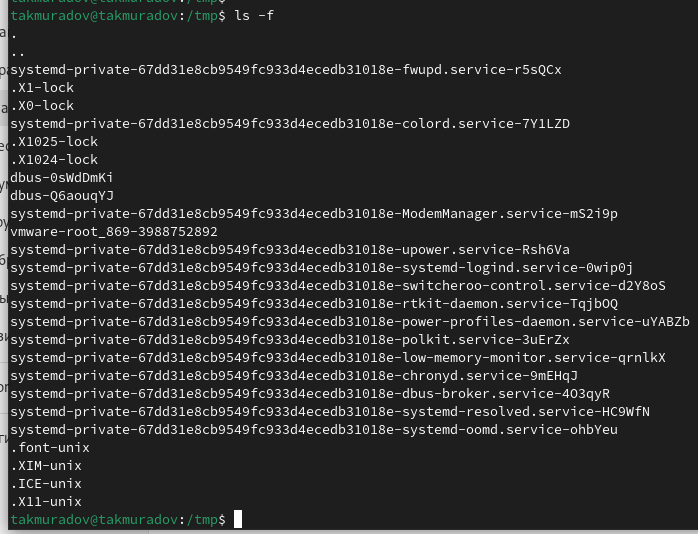 takmuradov@takmuradov:/tmp$ ls -f
.
..
systemd-private-67dd31e8cb9549fc933d4ecedb31018e-fwupd.service-r5sQCx
.X1-lock
.X0-lock
systemd-private-67dd31e8cb9549fc933d4ecedb31018e-colord.service-7Y1LZD
.X1025-lock
.X1024-lock
dbus-0sWdDmKi
dbus-Q6aouqYJ
systemd-private-67dd31e8cb9549fc933d4ecedb31018e-ModemManager.service-mS2i9p
vmware-root_869-3988752892
systemd-private-67dd31e8cb9549fc933d4ecedb31018e-upower.service-Rsh6Va
systemd-private-67dd31e8cb9549fc933d4ecedb31018e-systemd-logind.service-0wip0j
systemd-private-67dd31e8cb9549fc933d4ecedb31018e-switcheroo-control.service-d2Y8oS
systemd-private-67dd31e8cb9549fc933d4ecedb31018e-rtkit-daemon.service-TqjbOQ
systemd-private-67dd31e8cb9549fc933d4ecedb31018e-power-profiles-daemon.service-uYABZb
systemd-private-67dd31e8cb9549fc933d4ecedb31018e-polkit.service-3uErZx
systemd-private-67dd31e8cb9549fc933d4ecedb31018e-low-memory-monitor.service-qrnlkX
systemd-private-67dd31e8cb9549fc933d4ecedb31018e-chronyd.service-9mEHqJ
systemd-private-67dd31e8cb9549fc933d4ecedb31018e-dbus-broker.service-4O3qyR
systemd-private-67dd31e8cb9549fc933d4ecedb31018e-systemd-resolved.service-HC9WfN
systemd-private-67dd31e8cb9549fc933d4ecedb31018e-systemd-oomd.service-ohbYeu
.font-unix
.XIM-unix
.ICE-unix
.X11-unix
takmuradov@takmuradov:/tmp$